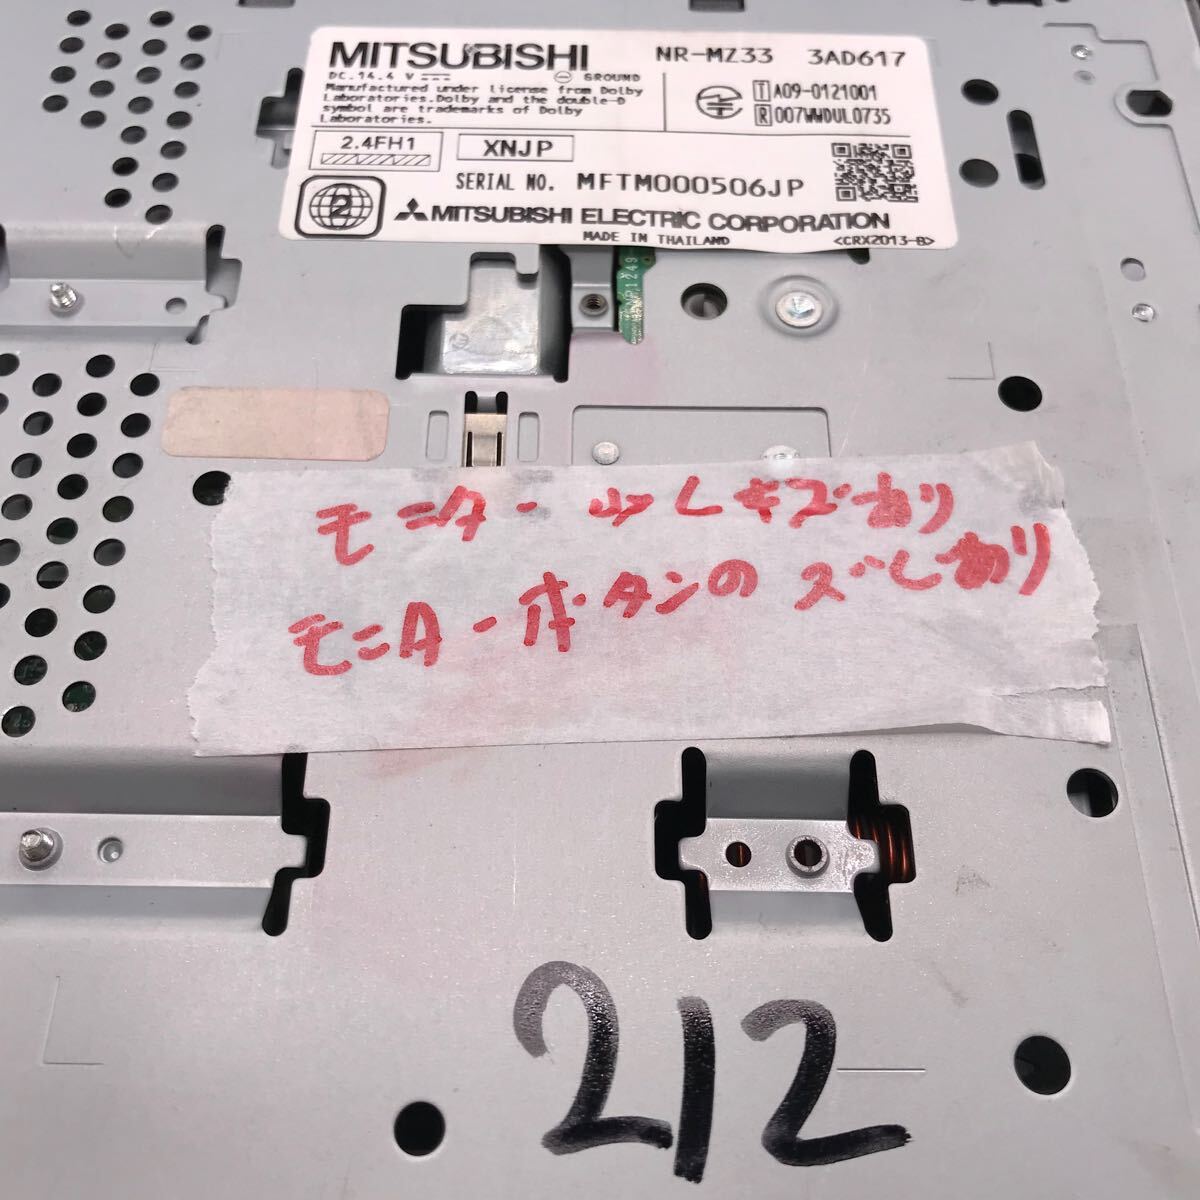 MITSUBISHI NR-MZ33 3AD617
DC.14.4 V GROUND
Manufactured under license from Dolby
Laboratories.Dolby and the double-D
symbol are trademarks of Dolby
Laboratories.
T A09-0121001
R 007WWDUL0735
2.4FH1 XNJP
SERIAL NO. MFTM000506JP
2
MITSUBISHI ELECTRIC CORPORATION
MADE IN THAILAND <CRX2013-B>
モニター 少しキズあり
モニターボタンのズレあり
212